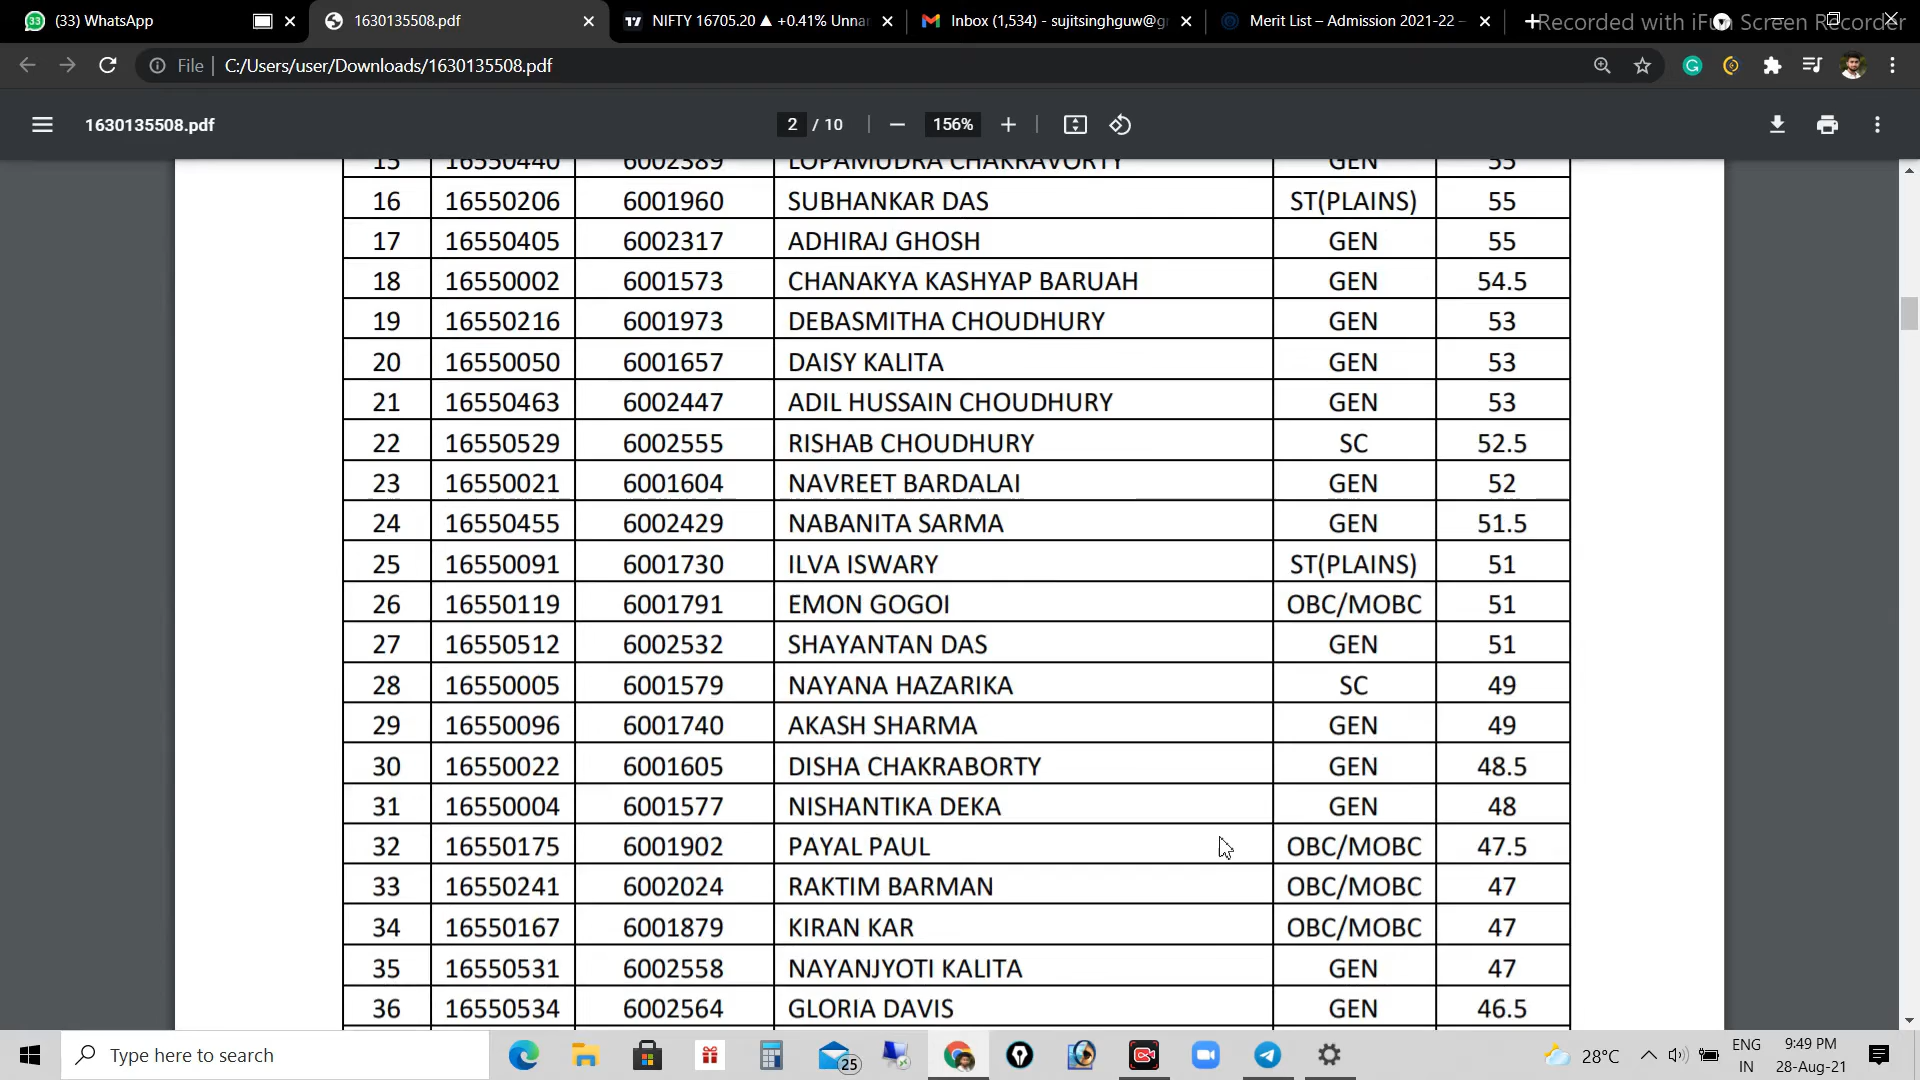 (33) WhatsApp
1630135508.pdf
NIFTY 16705.20 ▲ +0.41% Unna
Inbox (1,534) - sujitsinghguw@g
Merit List – Admission 2021-22 –
Recorded with iFun Screen Recorder
File C:/Users/user/Downloads/1630135508.pdf
1630135508.pdf 2 / 10 156%
15 16550440 6002389 LOPAMUDRA CHAKRAVORTY GEN 55
16 16550206 6001960 SUBHANKAR DAS ST(PLAINS) 55
17 16550405 6002317 ADHIRAJ GHOSH GEN 55
18 16550002 6001573 CHANAKYA KASHYAP BARUAH GEN 54.5
19 16550216 6001973 DEBASMITHA CHOUDHURY GEN 53
20 16550050 6001657 DAISY KALITA GEN 53
21 16550463 6002447 ADIL HUSSAIN CHOUDHURY GEN 53
22 16550529 6002555 RISHAB CHOUDHURY SC 52.5
23 16550021 6001604 NAVREET BARDALAI GEN 52
24 16550455 6002429 NABANITA SARMA GEN 51.5
25 16550091 6001730 ILVA ISWARY ST(PLAINS) 51
26 16550119 6001791 EMON GOGOI OBC/MOBC 51
27 16550512 6002532 SHAYANTAN DAS GEN 51
28 16550005 6001579 NAYANA HAZARIKA SC 49
29 16550096 6001740 AKASH SHARMA GEN 49
30 16550022 6001605 DISHA CHAKRABORTY GEN 48.5
31 16550004 6001577 NISHANTIKA DEKA GEN 48
32 16550175 6001902 PAYAL PAUL OBC/MOBC 47.5
33 16550241 6002024 RAKTIM BARMAN OBC/MOBC 47
34 16550167 6001879 KIRAN KAR OBC/MOBC 47
35 16550531 6002558 NAYANJYOTI KALITA GEN 47
36 16550534 6002564 GLORIA DAVIS GEN 46.5
Type here to search
25
28°C
ENG
IN
9:49 PM
28-Aug-21